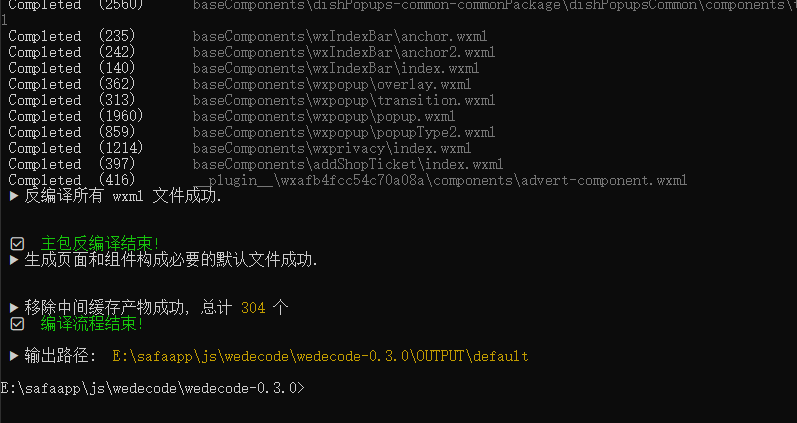 Completed (2560) baseComponents\dishPopups-common-commonPackage\dishPopupsCommon\components\t
l
Completed (235) baseComponents\wxIndexBar\anchor.wxml
Completed (242) baseComponents\wxIndexBar\anchor2.wxml
Completed (140) baseComponents\wxIndexBar\index.wxml
Completed (362) baseComponents\wxpopup\overlay.wxml
Completed (313) baseComponents\wxpopup\transition.wxml
Completed (1960) baseComponents\wxpopup\popup.wxml
Completed (859) baseComponents\wxpopup\popupType2.wxml
Completed (1214) baseComponents\wxprivacy\index.wxml
Completed (397) baseComponents\addShopTicket\index.wxml
Completed (416) __plugin__\wxafb4fcc54c70a08a\components\advert-component.wxml
▶ 反编译所有 wxml 文件成功.
☑ 主包反编译结束!
▶ 生成页面和组件构成必要的默认文件成功.
▶ 移除中间缓存产物成功, 总计 304 个
☑ 编译流程结束!
▶ 输出路径: E:\safaapp\js\wedecode\wedecode-0.3.0\OUTPUT\default
E:\safaapp\js\wedecode\wedecode-0.3.0>